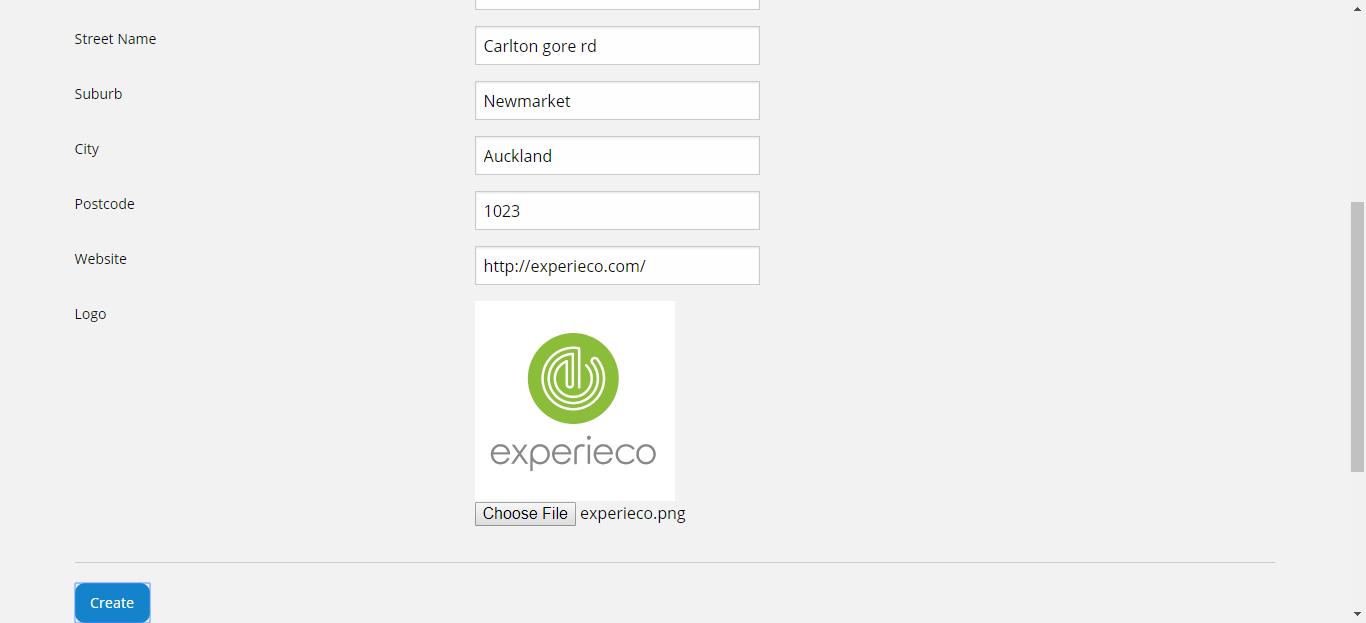 Street Name
Carlton gore rd
Suburb
Newmarket
City
Auckland
Postcode
1023
Website
http://experieco.com/
Logo
experieco
Choose File experieco.png
Create